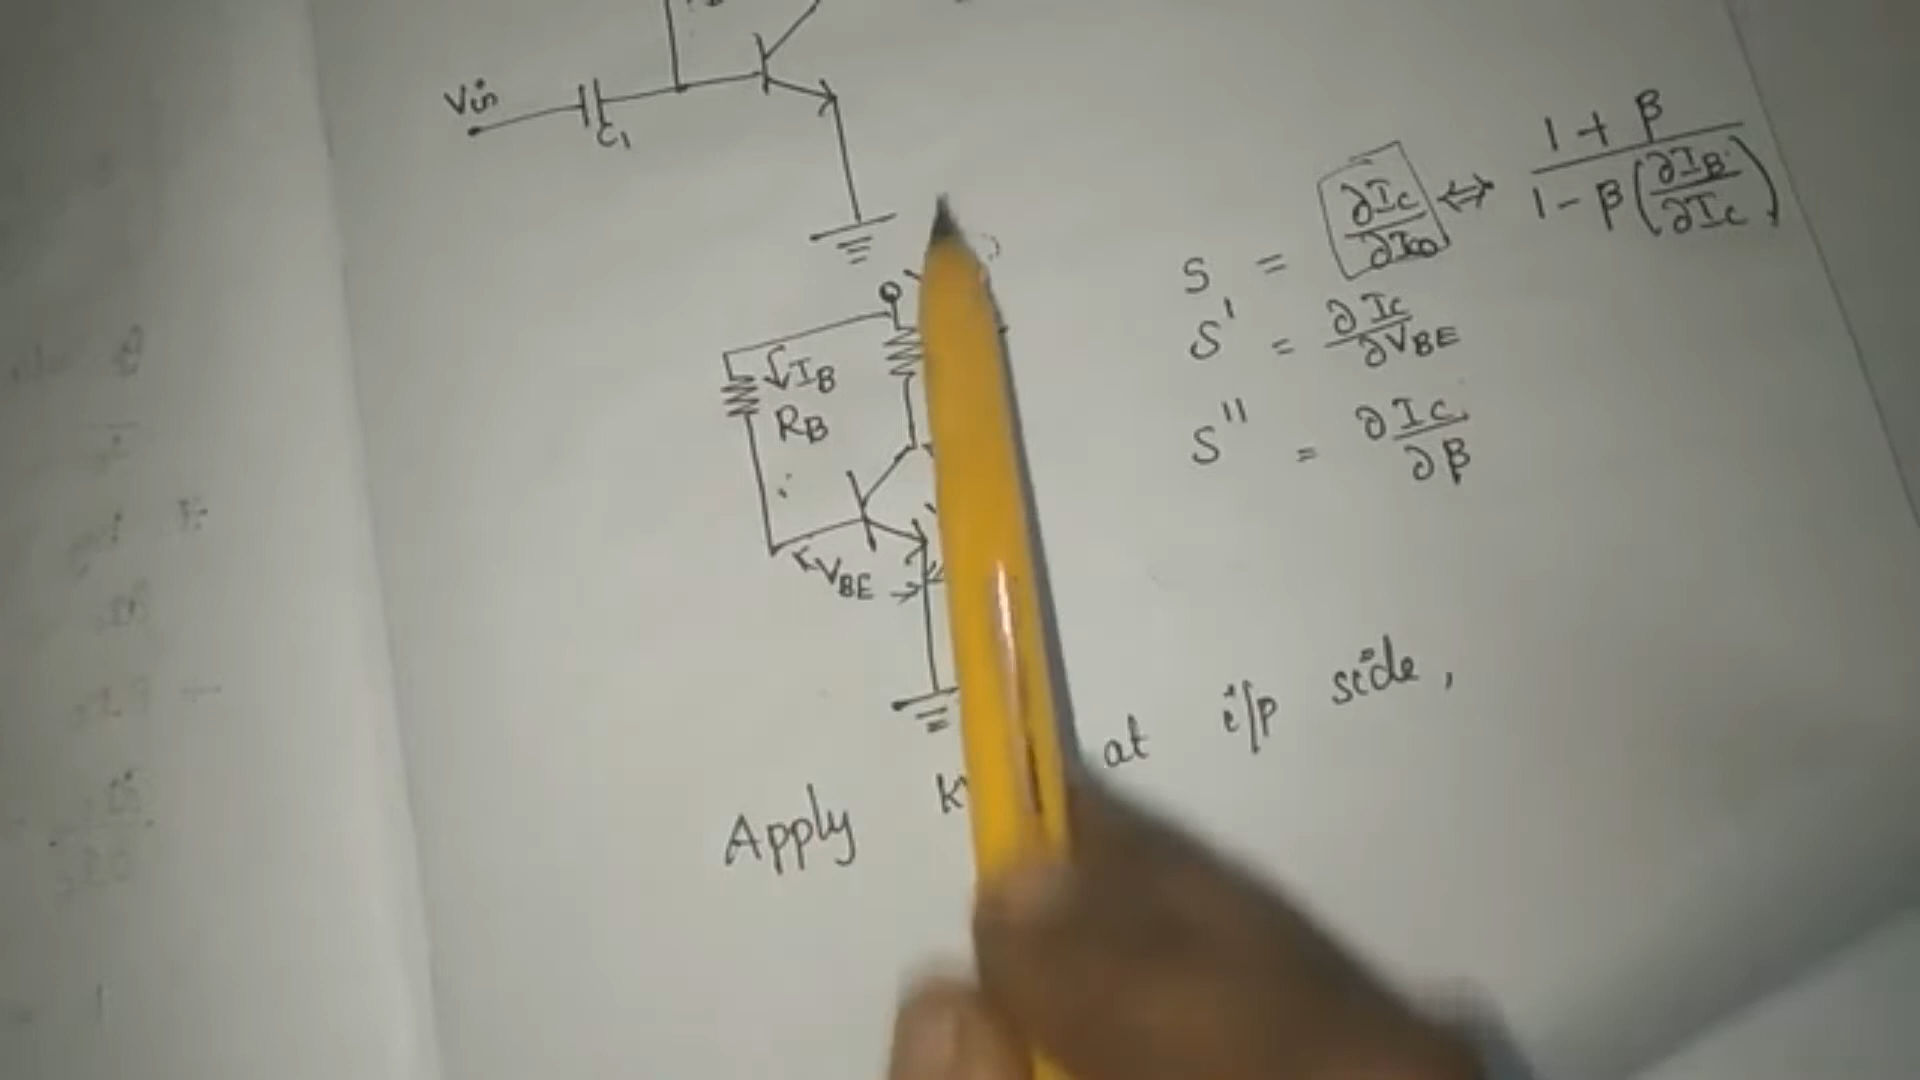 Vin
C1
S = ∂Ic/∂Ico ⇔ 1 + β / 1 - β (∂IB/∂Ic)
S' = ∂Ic/∂VBE
S'' = ∂Ic/∂β
IB
RB
VBE
Apply at i/p side,